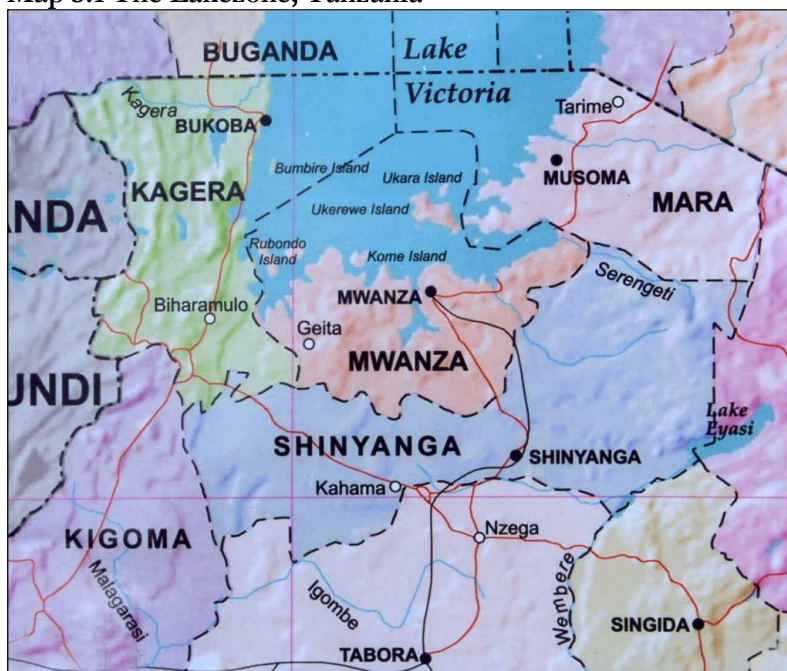 Map 3.1 The Lakezone, Tanzania
BUGANDA
Lake
Victoria
Kagera
Tarime
BUKOBA
Bumbire Island
Ukara Island
MUSOMA
KAGERA
MARA
ANDA
Ukerewe Island
Rubondo
Island
Kome Island
Serengeti
MWANZA
Biharamulo
Geita
MWANZA
UNDI
Lake
Eyasi
SHINYANGA
SHINYANGA
Kahama
KIGOMA
Nzega
Malagarasi
Igombe
Wembere
SINGIDA
TABORA